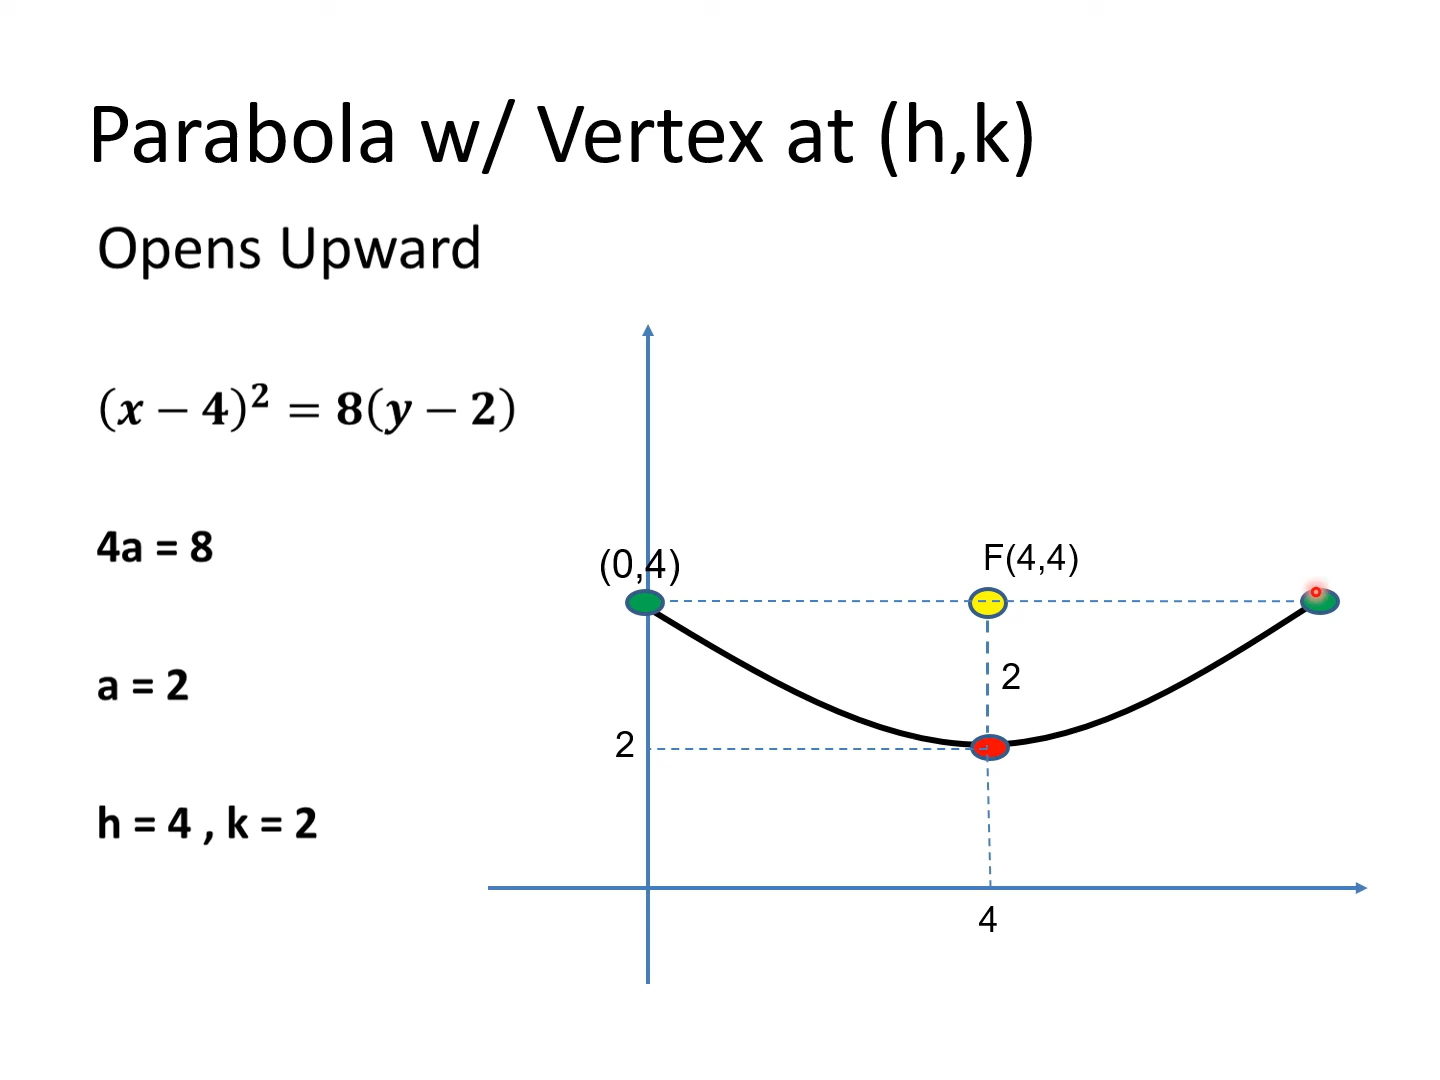 Parabola w/ Vertex at (h,k)
Opens Upward
(x − 4)² = 8(y − 2)
4a = 8
a = 2
h = 4 , k = 2
(0,4)
F(4,4)
2
2
4